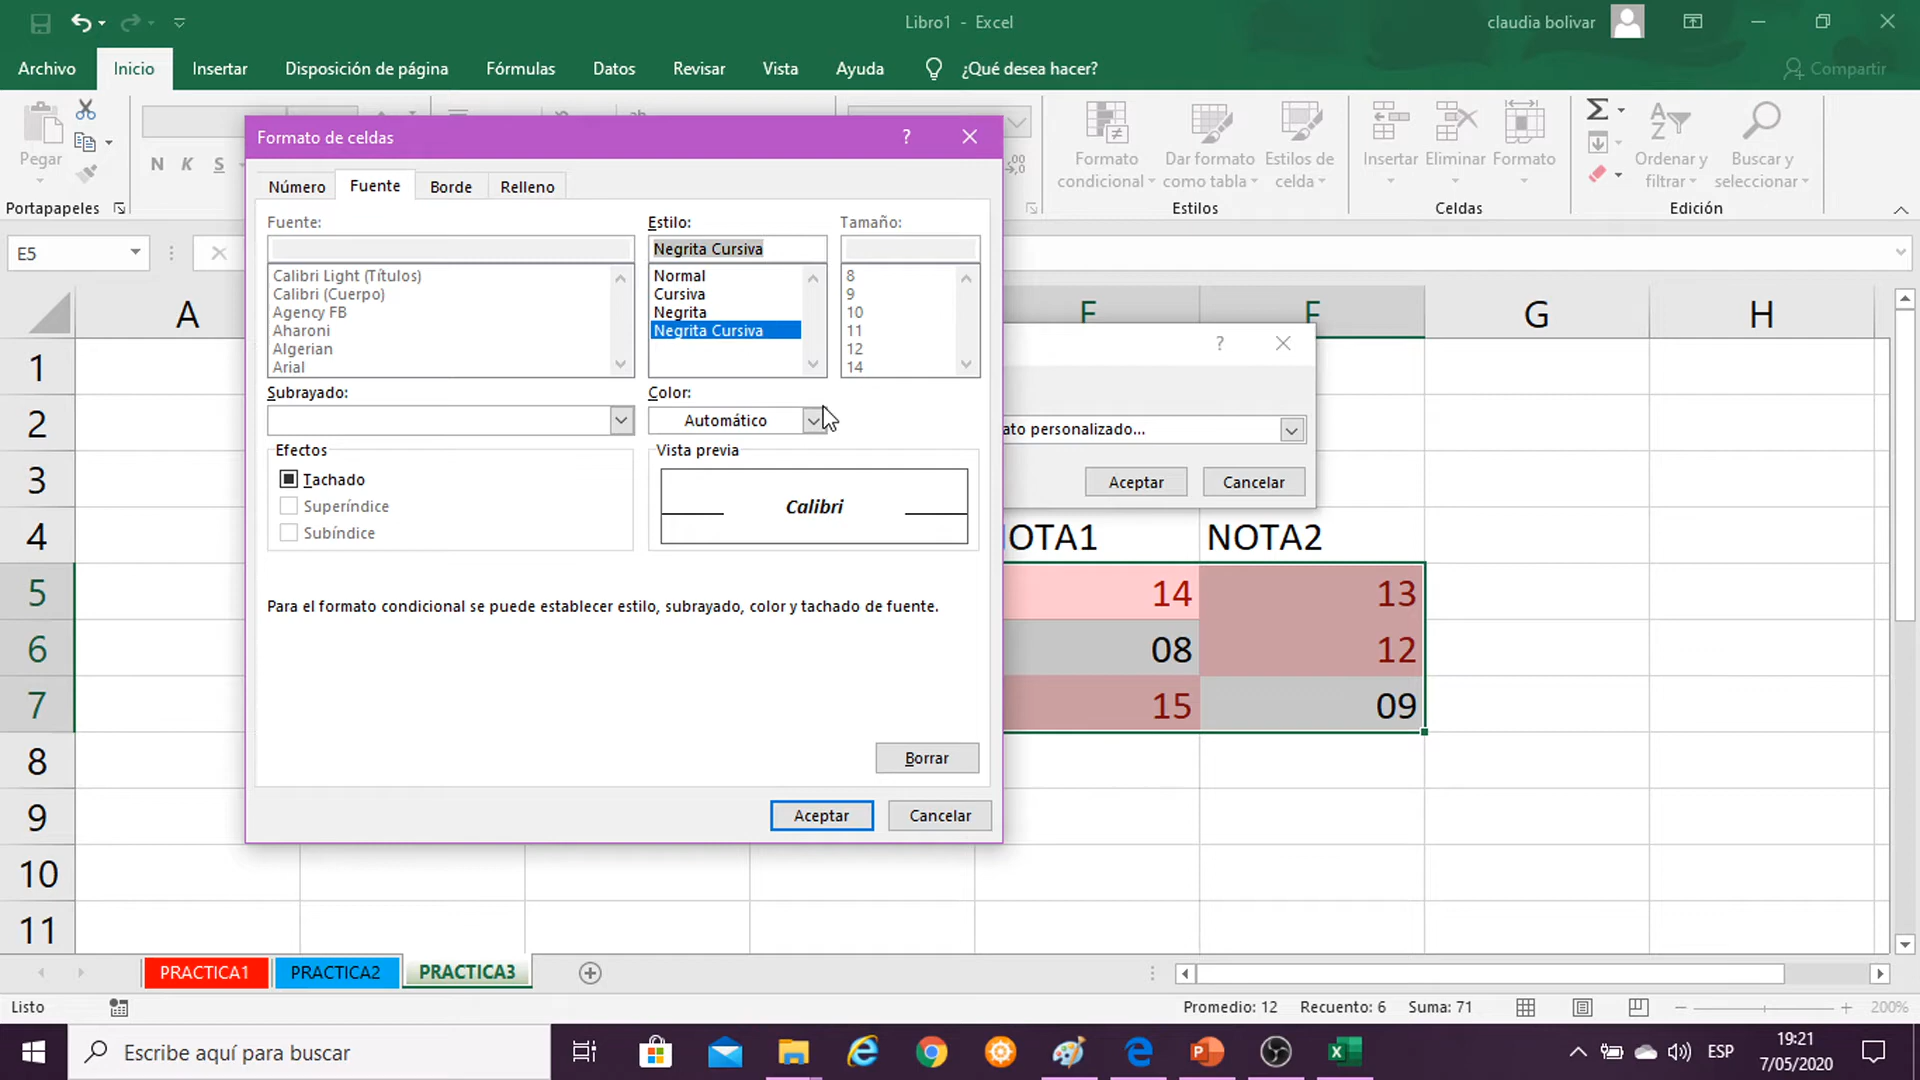 Libro1 - Excel
claudia bolivar
Archivo Inicio Insertar Disposición de página Fórmulas Datos Revisar Vista Ayuda ¿Qué desea hacer? Compartir
Pegar
N K S
Portapapeles
Formato condicional
Dar formato como tabla
Estilos de celda
Estilos
Insertar Eliminar Formato
Celdas
Ordenar y filtrar
Buscar y seleccionar
Edición
E5
Formato de celdas
Número Fuente Borde Relleno
Fuente:
Calibri Light (Títulos)
Calibri (Cuerpo)
Agency FB
Aharoni
Algerian
Arial
Estilo:
Negrita Cursiva
Normal
Cursiva
Negrita
Negrita Cursiva
Tamaño:
8
9
10
11
12
14
Subrayado:
Color:
Automático
Efectos
Tachado
Superíndice
Subíndice
Vista previa
Calibri
Para el formato condicional se puede establecer estilo, subrayado, color y tachado de fuente.
Borrar
Aceptar Cancelar
ato personalizado...
Aceptar Cancelar
A G H
1
2
3
4 OTA1 NOTA2
5 14 13
6 08 12
7 15 09
8
9
10
11
PRACTICA1 PRACTICA2 PRACTICA3
Listo
Promedio: 12 Recuento: 6 Suma: 71
200%
Escribe aquí para buscar
ESP
19:21
7/05/2020